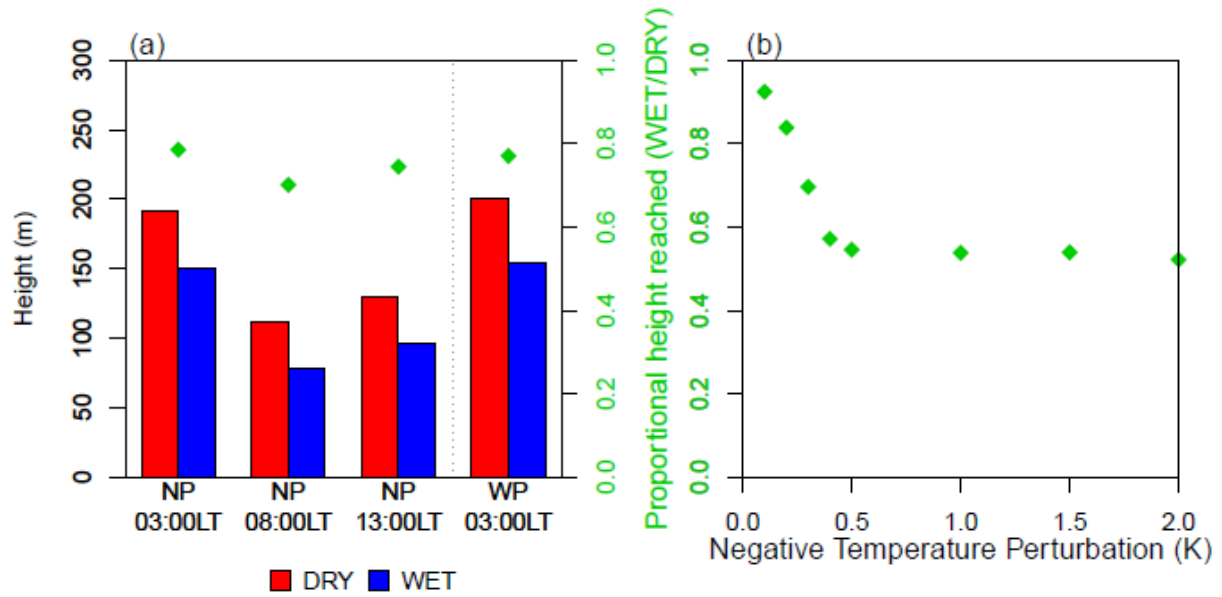 (a)
300
250
200
150
100
50
0
Height (m)
1.0
0.8
0.6
0.4
0.2
0.0
NP NP NP WP
03:00LT 08:00LT 13:00LT 03:00LT
DRY WET
Proportional height reached (WET/DRY)
(b)
1.0
0.8
0.6
0.4
0.2
0.0
0.0 0.5 1.0 1.5 2.0
Negative Temperature Perturbation (K)